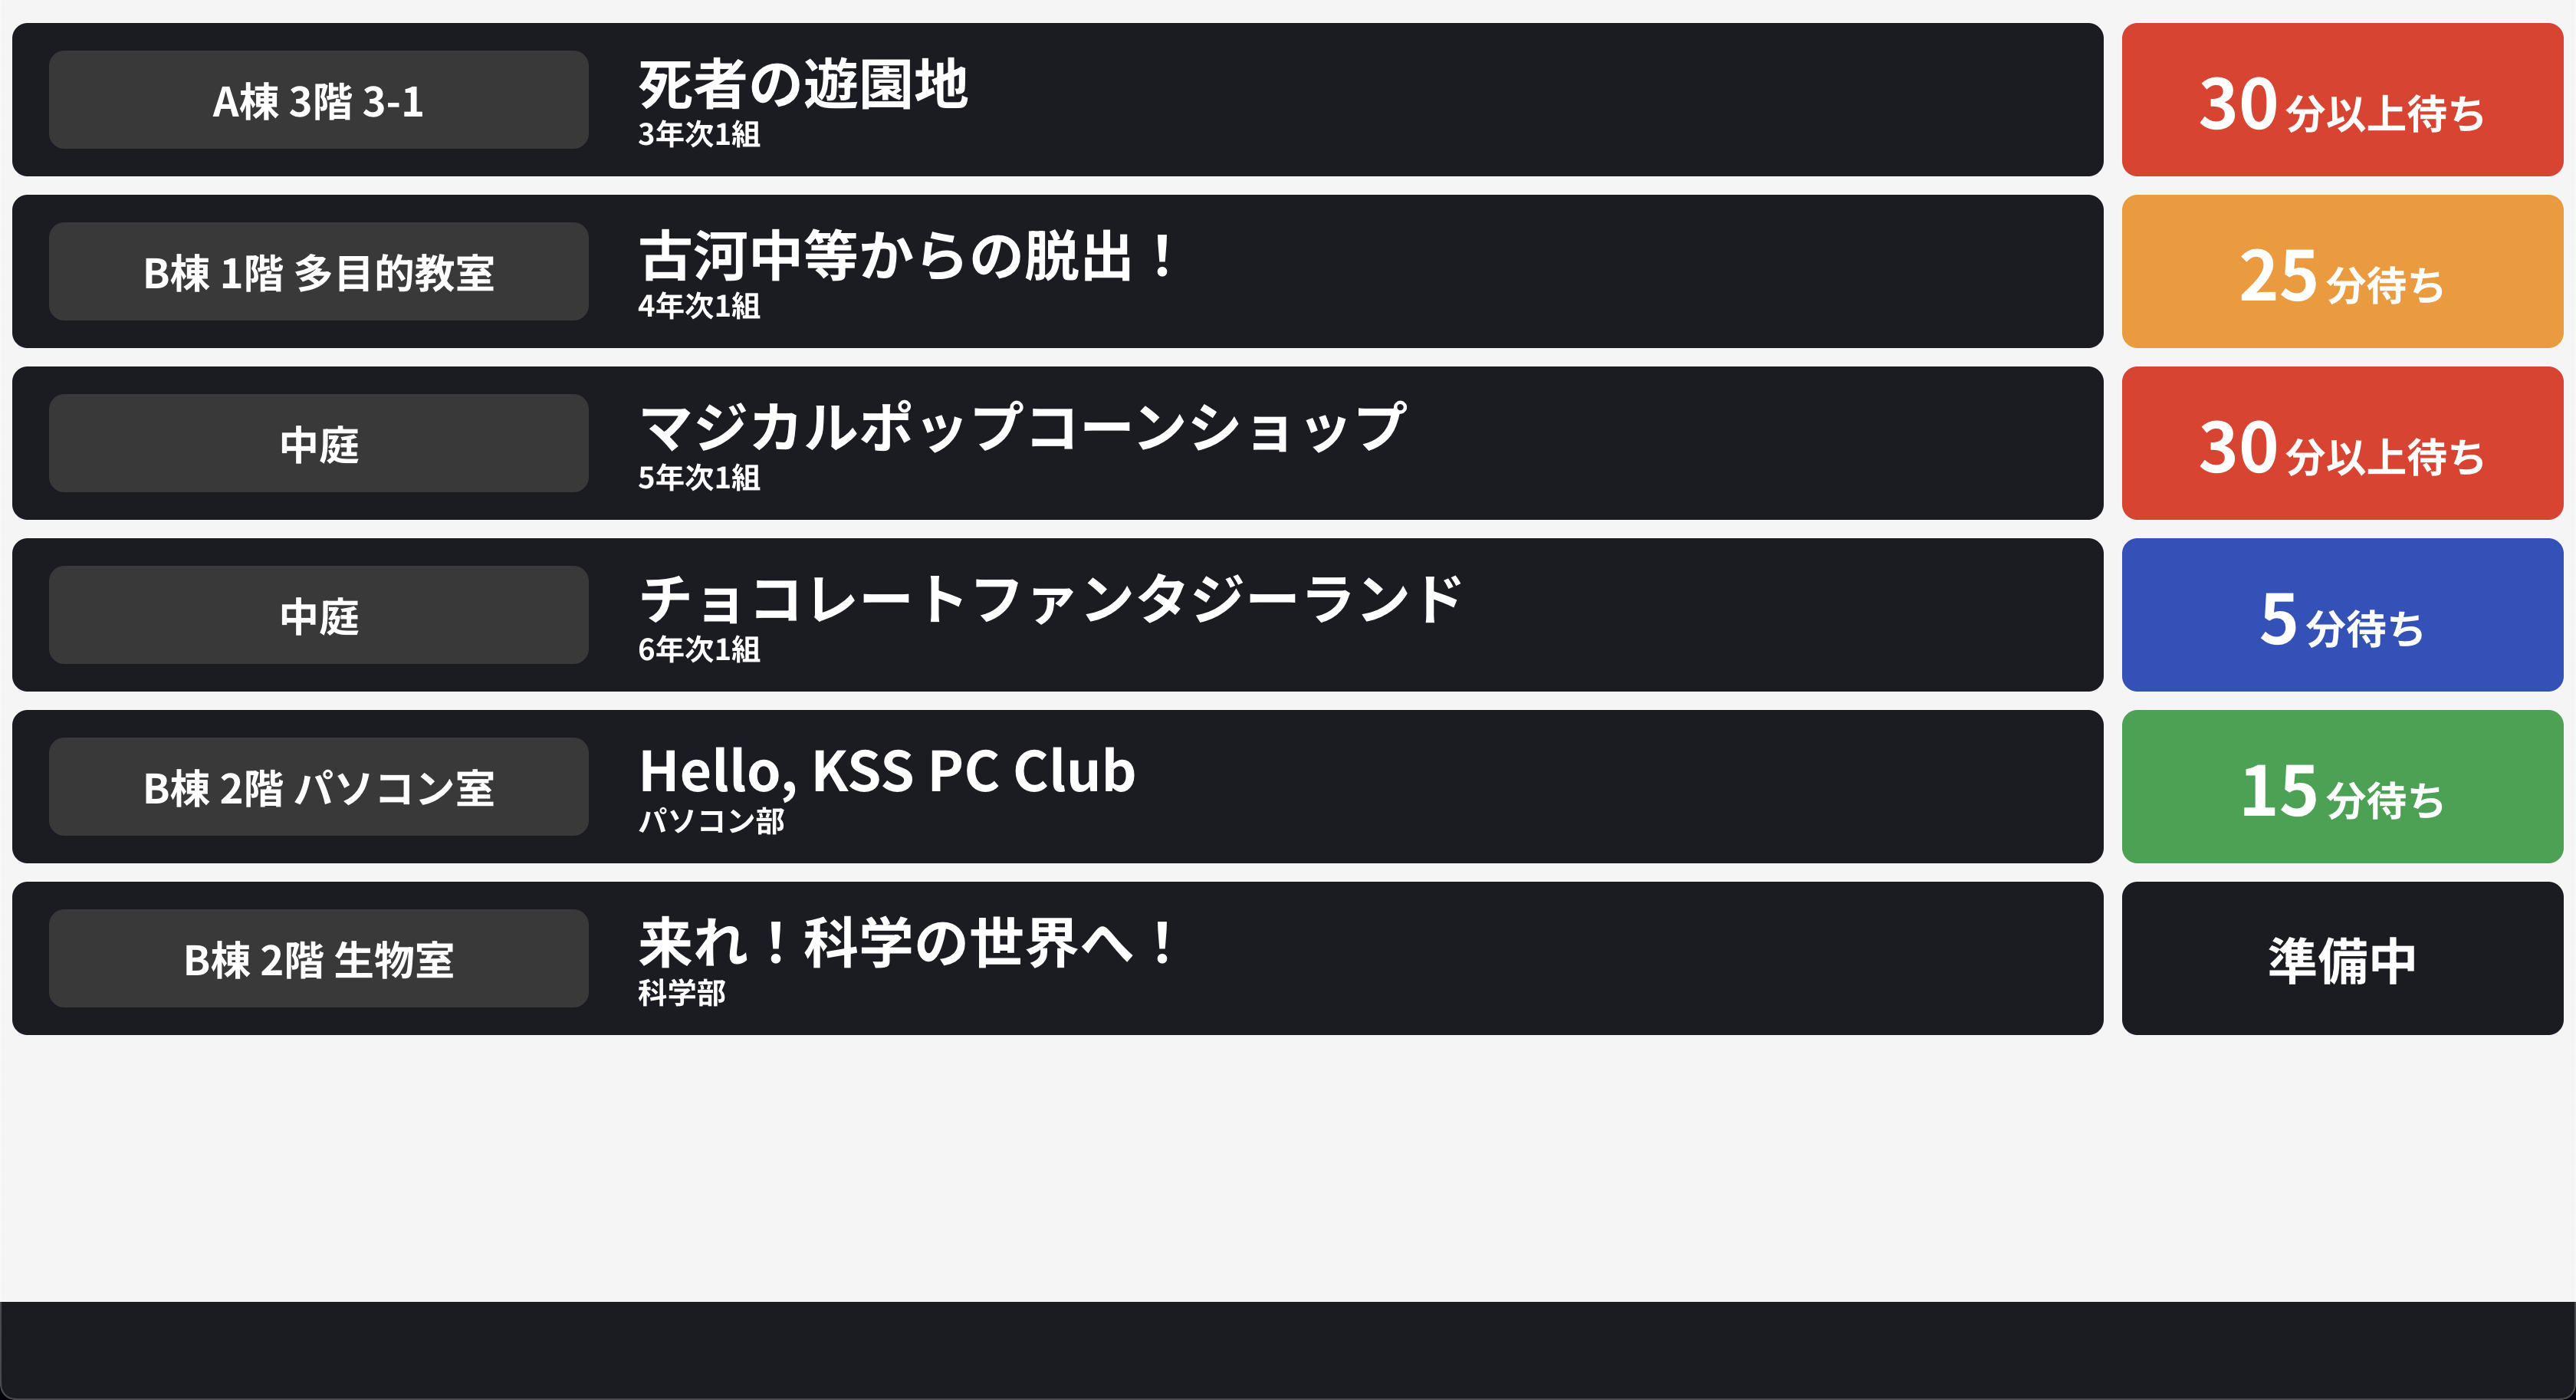 A棟 3階 3-1
死者の遊園地
3年次1組
30分以上待ち
B棟 1階 多目的教室
古河中等からの脱出！
4年次1組
25分待ち
中庭
マジカルポップコーンショップ
5年次1組
30分以上待ち
中庭
チョコレートファンタジーランド
6年次1組
5分待ち
B棟 2階 パソコン室
Hello, KSS PC Club
パソコン部
15分待ち
B棟 2階 生物室
来れ！科学の世界へ！
科学部
準備中